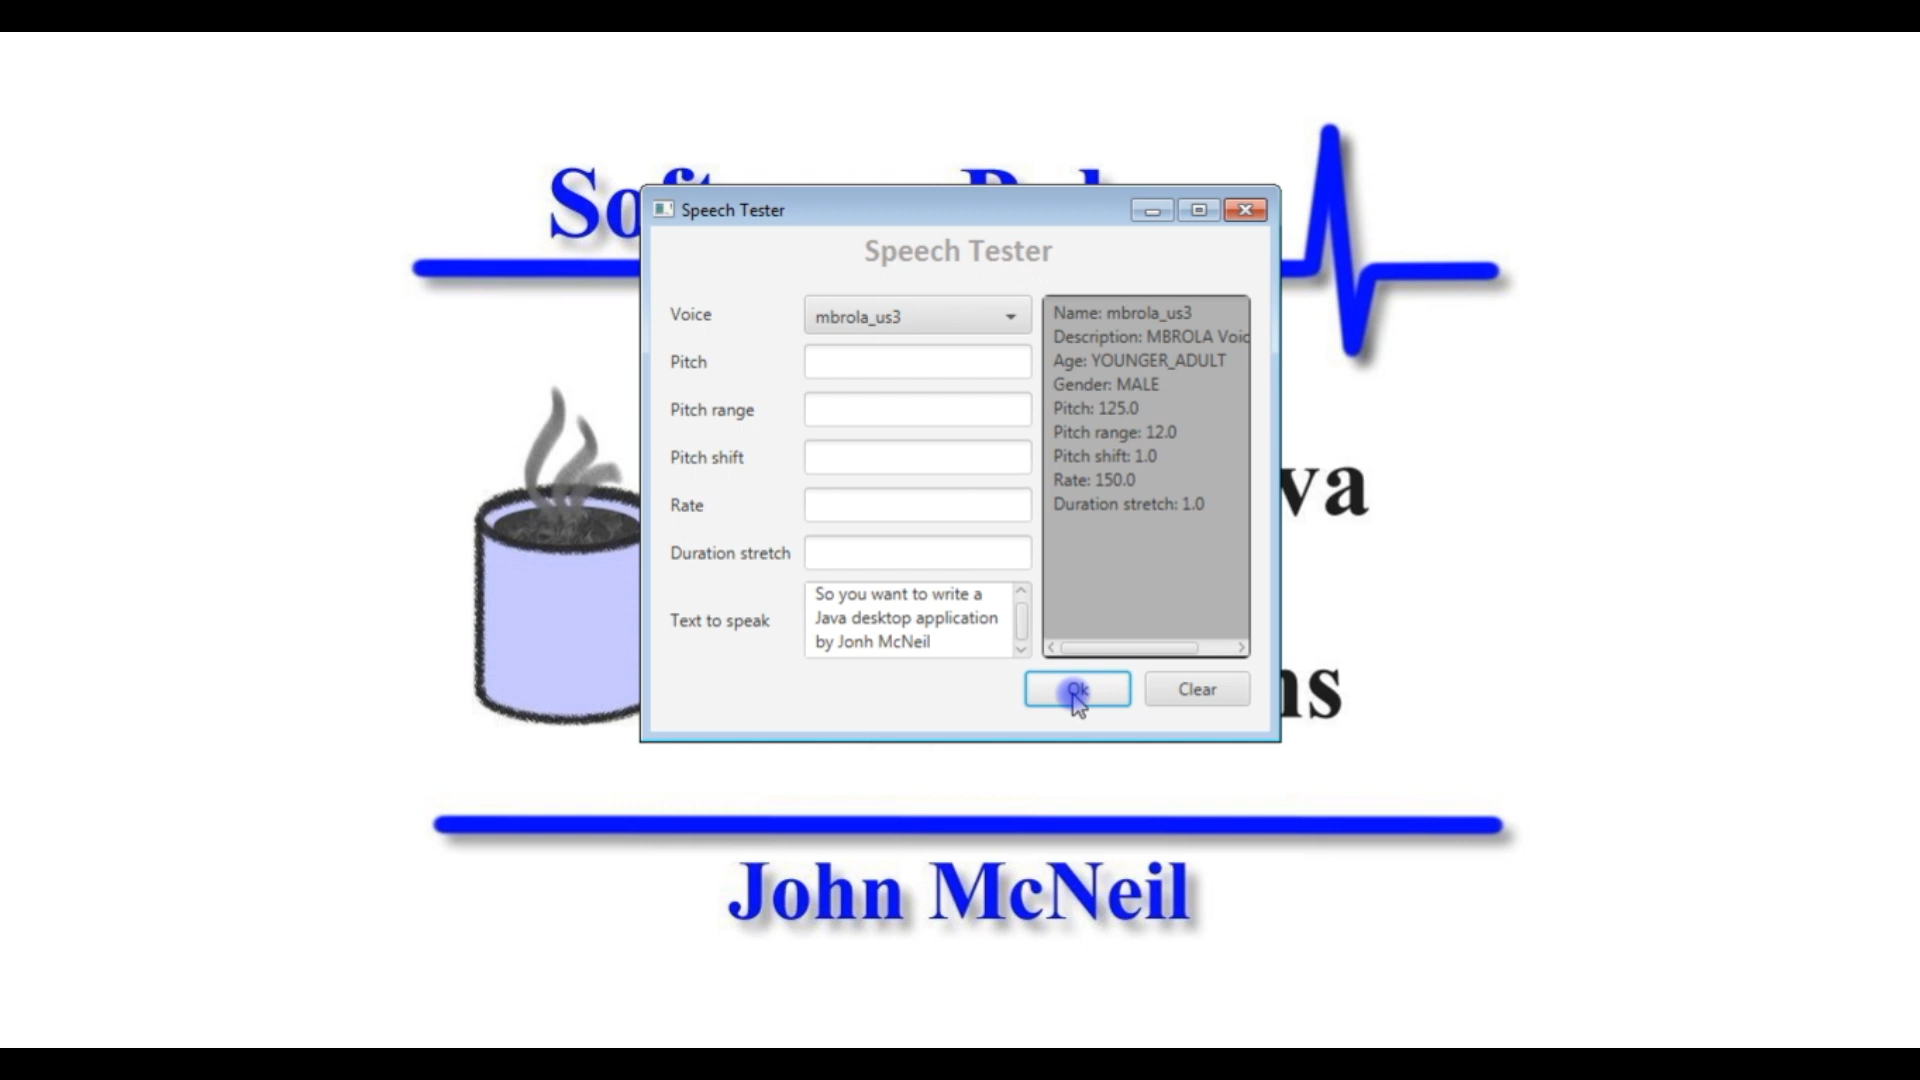 Speech Tester
Speech Tester
Voice
mbrola_us3
Pitch
Pitch range
Pitch shift
Rate
Duration stretch
Text to speak
So you want to write a
Java desktop application
by Jonh McNeil
Name: mbrola_us3
Description: MBROLA Voic
Age: YOUNGER_ADULT
Gender: MALE
Pitch: 125.0
Pitch range: 12.0
Pitch shift: 1.0
Rate: 150.0
Duration stretch: 1.0
Ok
Clear
va
ns
John McNeil